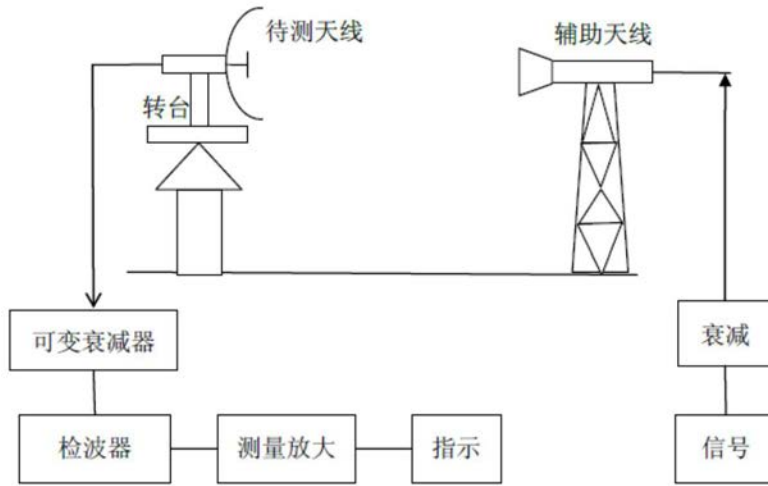 待测天线
辅助天线
转台
可变衰减器
衰减
检波器
测量放大
指示
信号